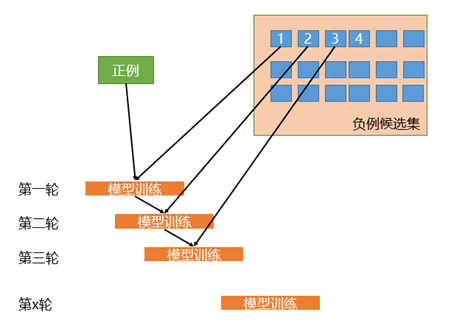 1 2 3 4
正例
负例候选集
第一轮 模型训练
第二轮 模型训练
第三轮 模型训练
第x轮 模型训练